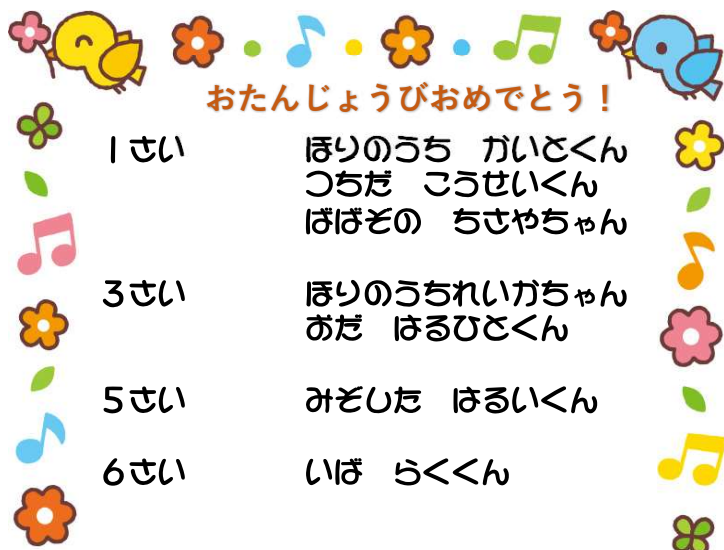 おたんじょうびおめでとう！
１さい　ほりのうち　かいとくん
つちだ　こうせいくん
ばばぞの　ちさやちゃん
３さい　ほりのうちれいかちゃん
おだ　はるひとくん
５さい　みぞした　はるいくん
６さい　いば　らくくん